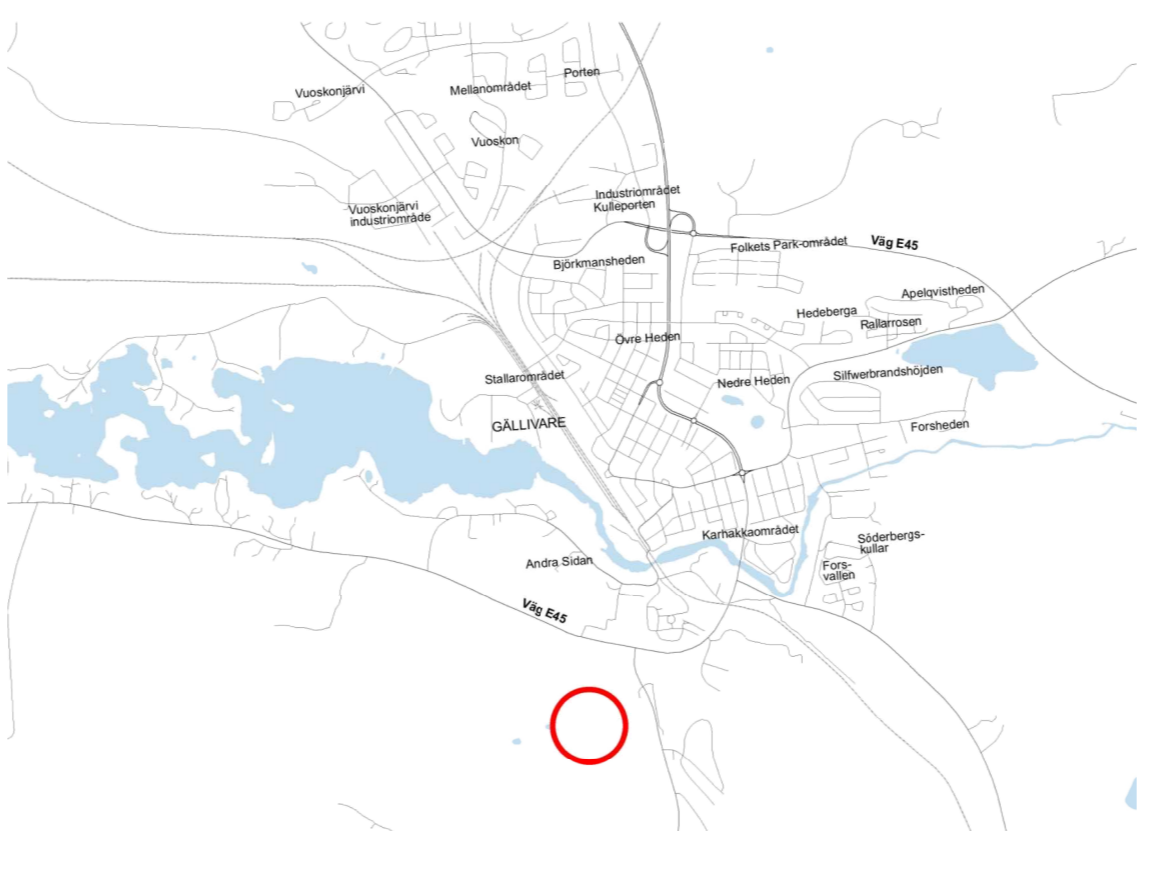 Porten
Vuoskonjärvi
Mellanområdet
Vuoskon
Industriområdet
Kulleporten
Vuoskonjärvi
industriområde
Folkets Park-området
Väg E45
Björkmansheden
Apelqvistheden
Hedeberga
Rallarrosen
Övre Heden
Stallarområdet
Nedre Heden
Silfwerbrandshöjden
GÄLLIVARE
Forsheden
Karhakkaområdet
Söderbergs-
kullar
Andra Sidan
Fors-
vallen
Väg E45